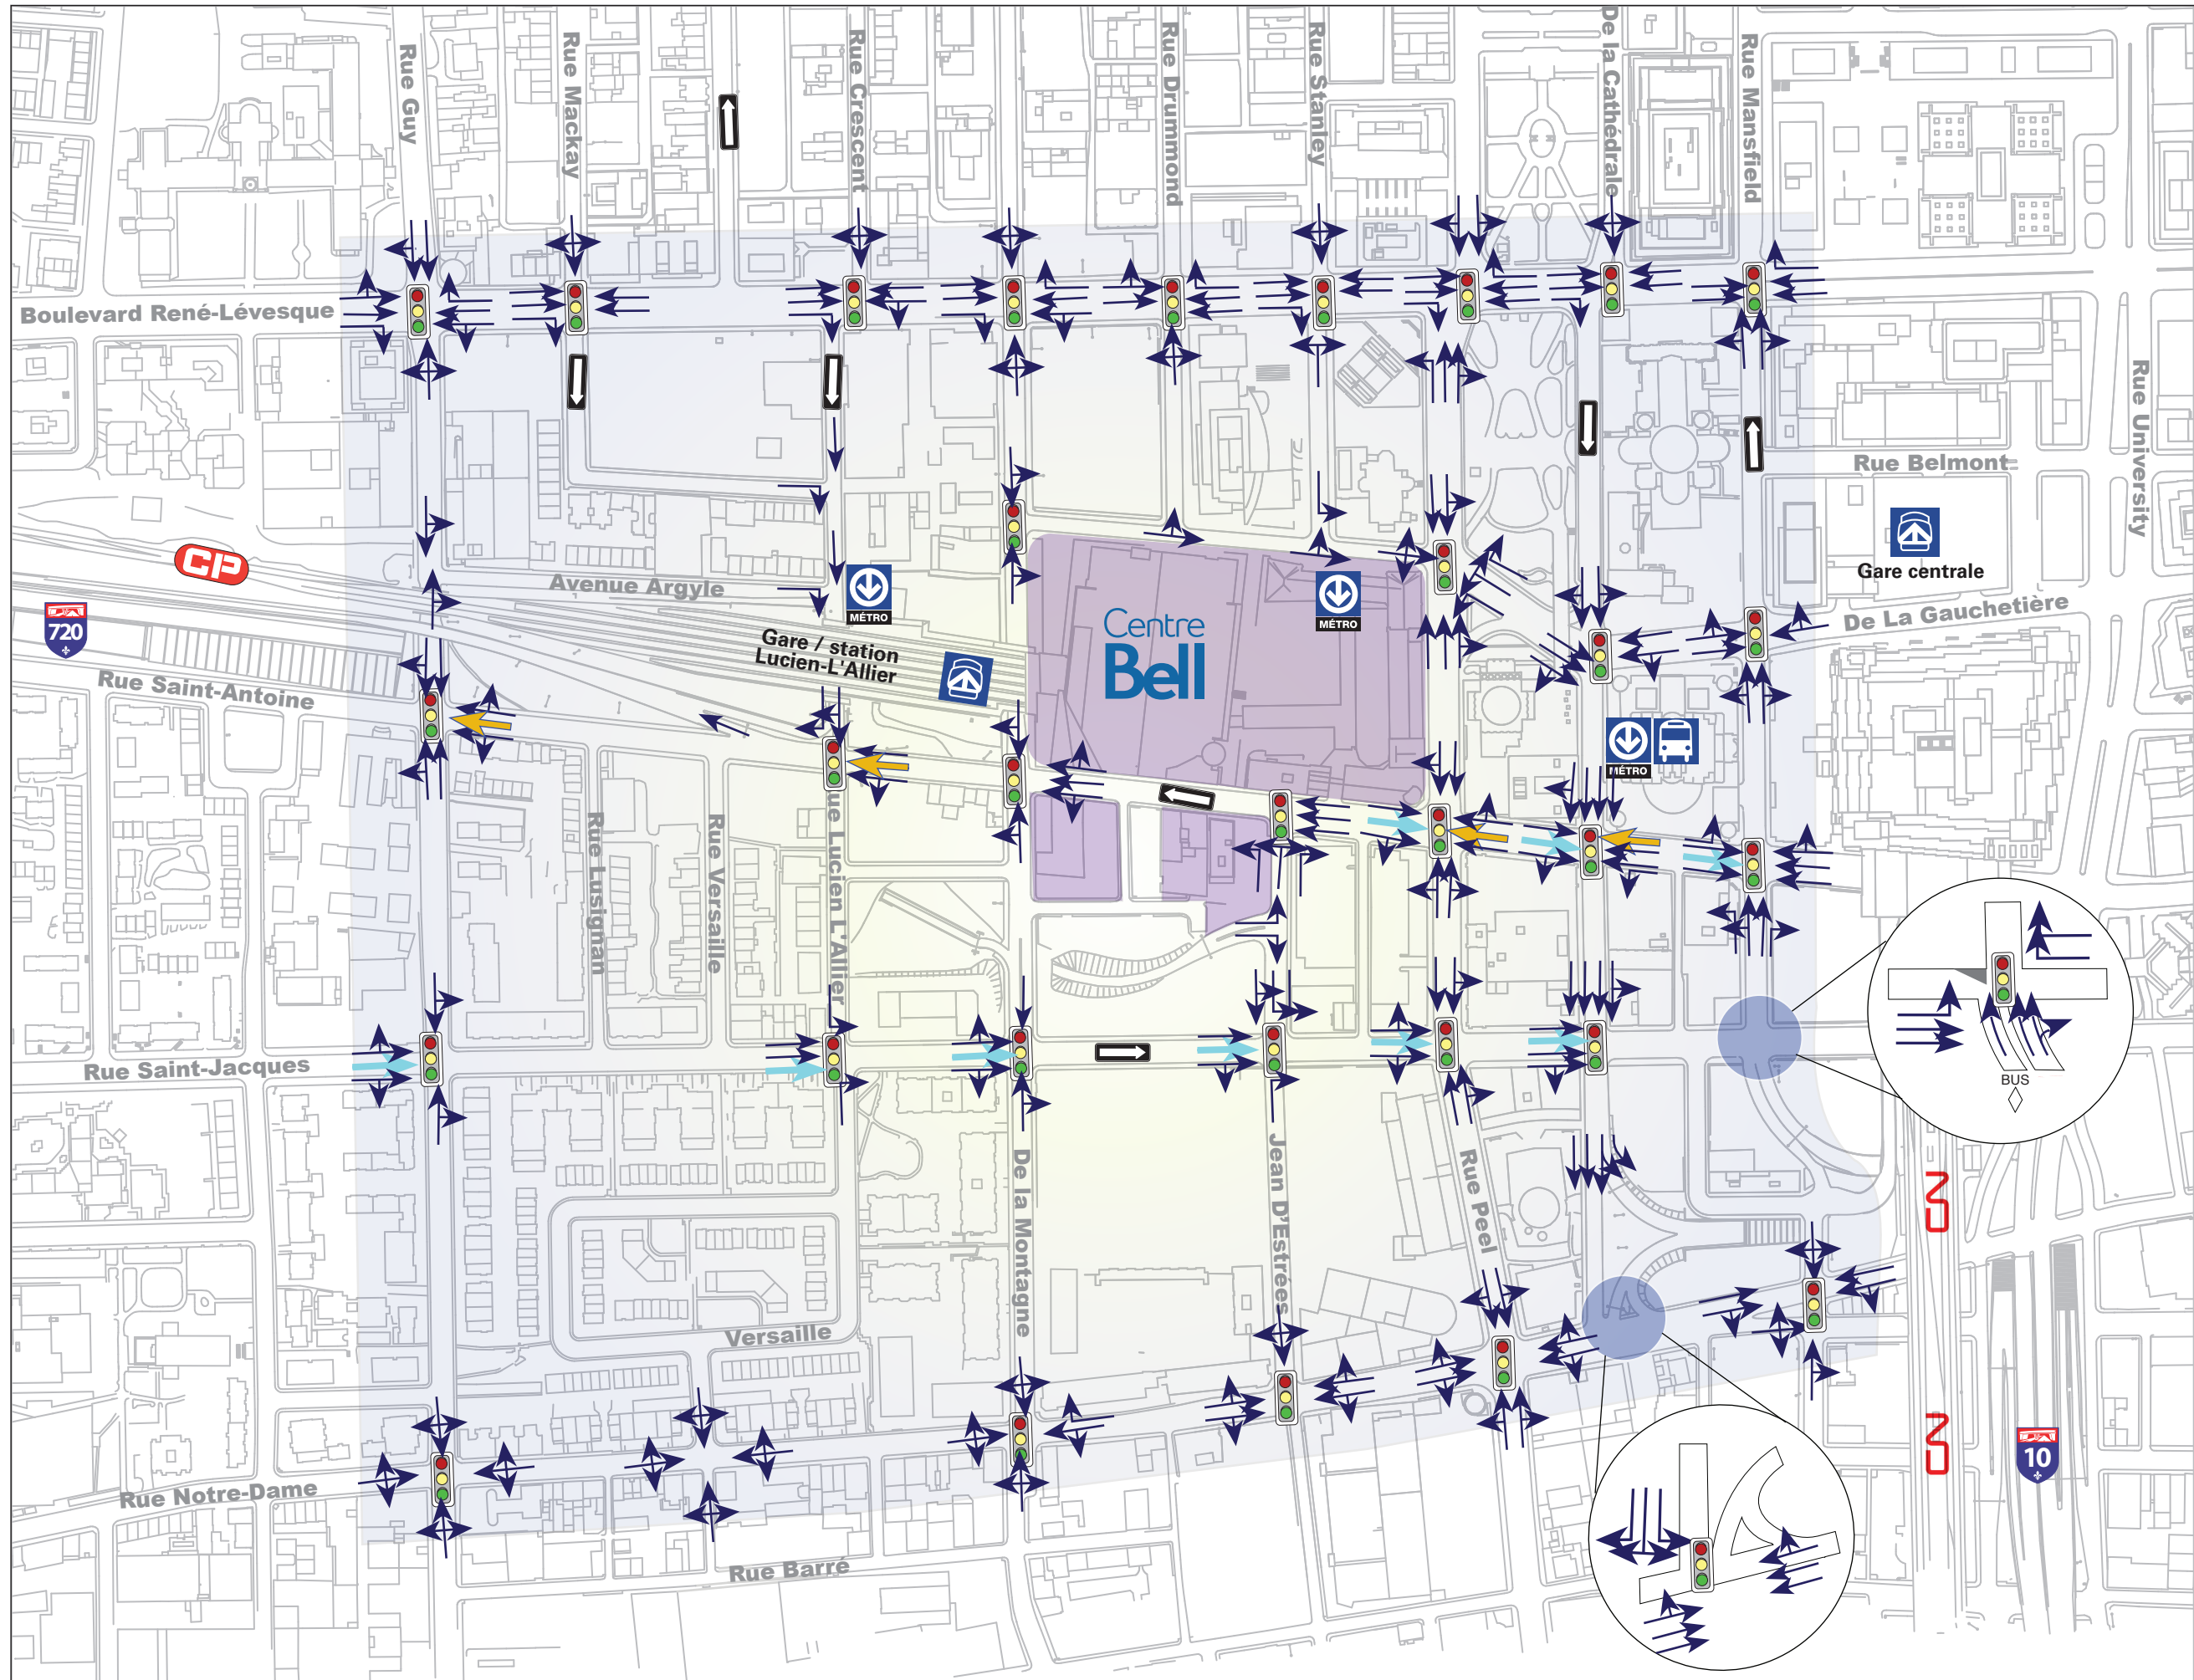 Rue Guy
Rue Mackay
Rue Crescent
Rue Drummond
Rue Stanley
De la Cathédrale
Rue Mansfield
Boulevard René-Lévesque
Rue University
Rue Belmont
Gare centrale
De La Gauchetière
CP
720
Avenue Argyle
MÉTRO
MÉTRO
Centre
Bell
Gare / station
Lucien-L'Allier
Rue Saint-Antoine
MÉTRO
Rue Lusignan
Rue Versaille
ue Lucien L'Allier
Rue Saint-Jacques
BUS
De la Montagne
Jean D'Estrées
Rue Peel
20
Versaille
20
10
Rue Notre-Dame
Rue Barré